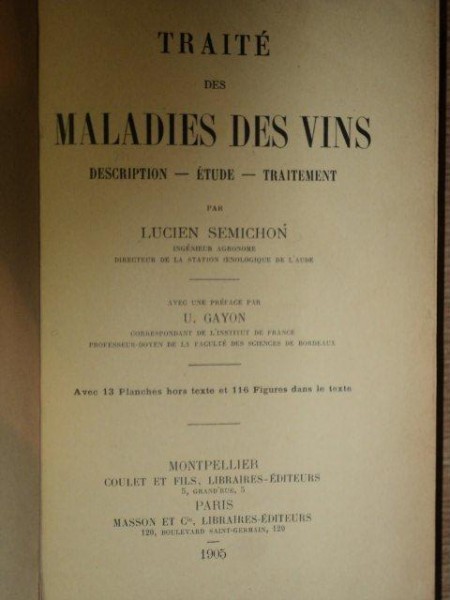 TRAITÉ
DES
MALADIES DES VINS
DESCRIPTION — ÉTUDE — TRAITEMENT
PAR
LUCIEN SEMICHON
INGÉNIEUR AGRONOME
DIRECTEUR DE LA STATION ŒNOLOGIQUE DE L'AUDE
AVEC UNE PRÉFACE PAR
U. GAYON
CORRESPONDANT DE L'INSTITUT DE FRANCE
PROFESSEUR-DOYEN DE LA FACULTÉ DES SCIENCES DE BORDEAUX
Avec 13 Planches hors texte et 116 Figures dans le texte
MONTPELLIER
COULET ET FILS, LIBRAIRES-ÉDITEURS
5, GRAND'RUE, 5
PARIS
MASSON ET Cie, LIBRAIRES-ÉDITEURS
120, BOULEVARD SAINT-GERMAIN, 120
1905